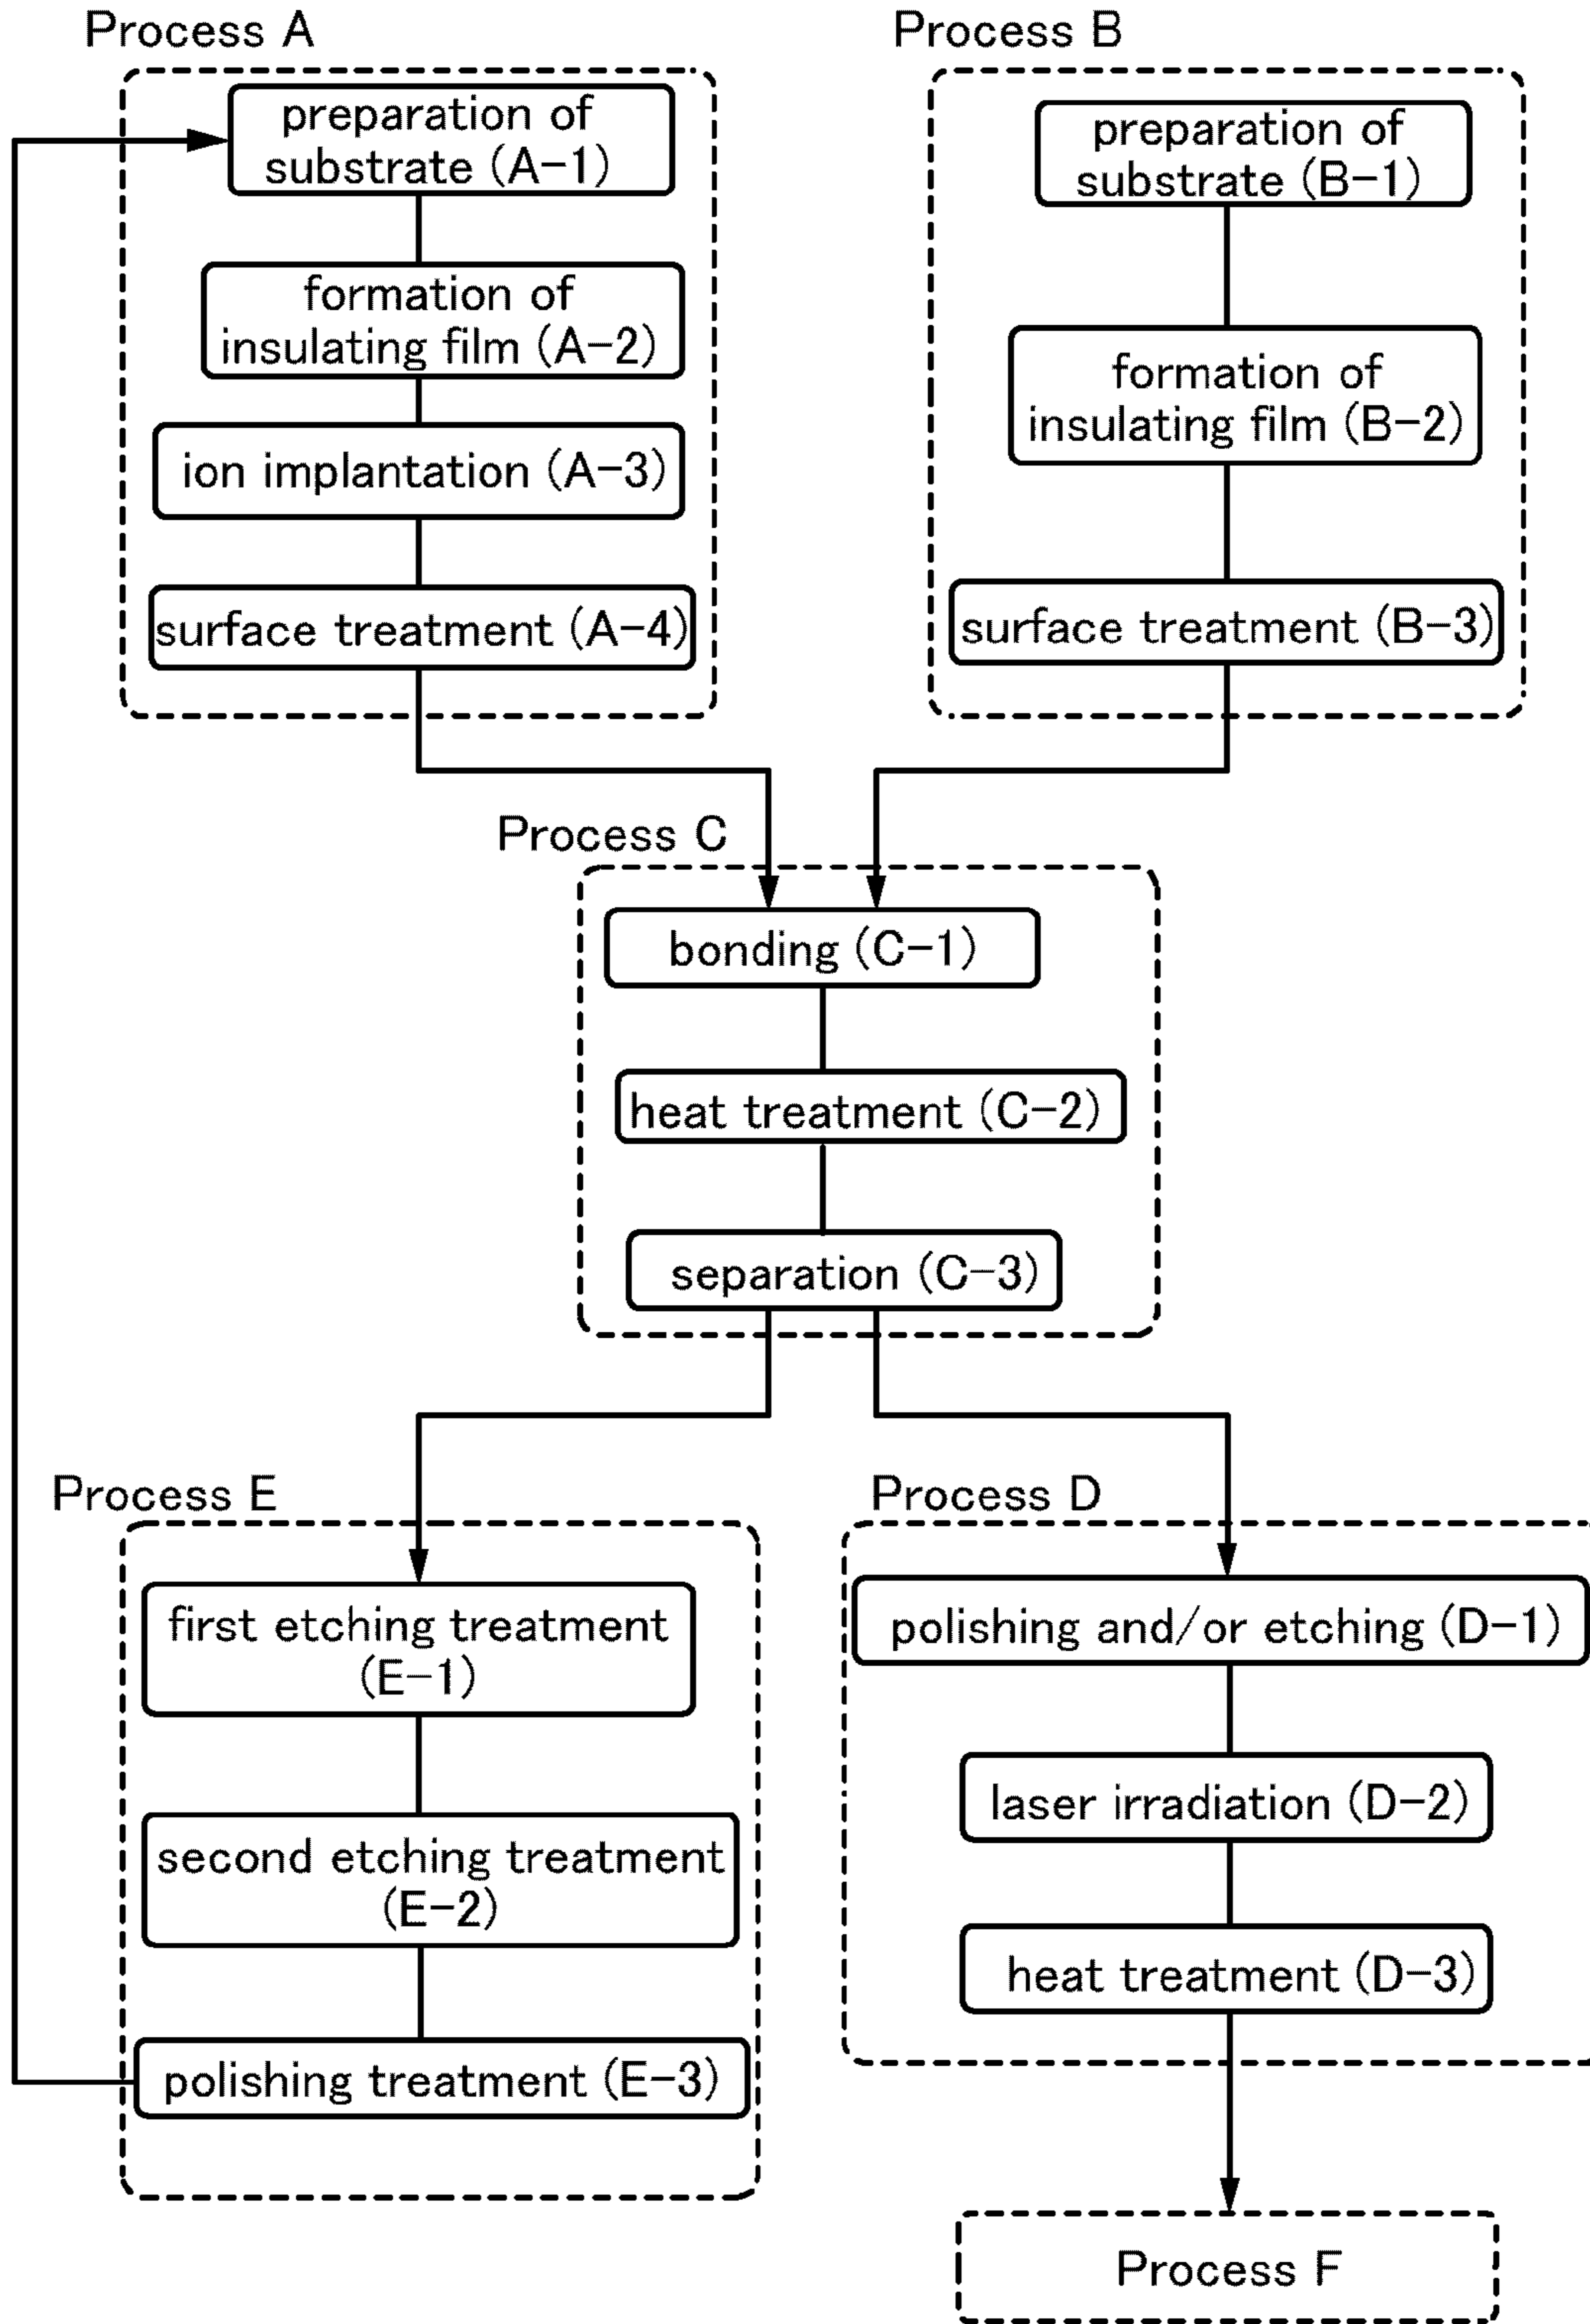 Process A
preparation of
substrate (A-1)
formation of
insulating film (A-2)
ion implantation (A-3)
surface treatment (A-4)
Process B
preparation of
substrate (B-1)
formation of
insulating film (B-2)
surface treatment (B-3)
Process C
bonding (C-1)
heat treatment (C-2)
separation (C-3)
Process E
first etching treatment
(E-1)
second etching treatment
(E-2)
polishing treatment (E-3)
Process D
polishing and/or etching (D-1)
laser irradiation (D-2)
heat treatment (D-3)
Process F